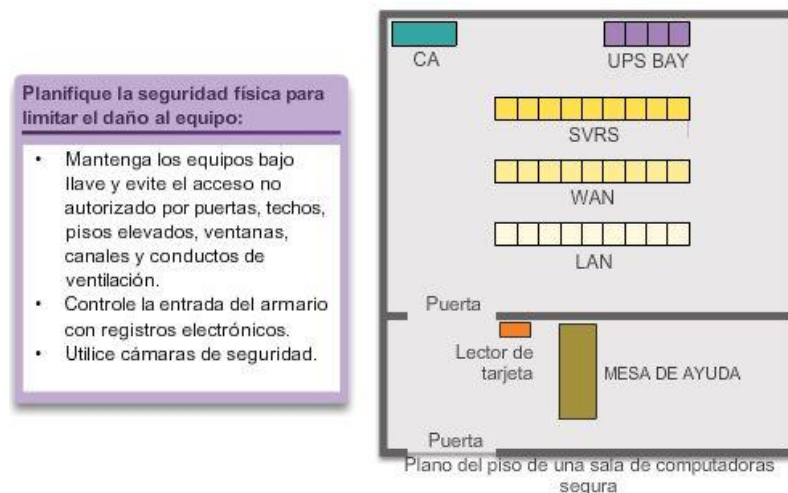 Planifique la seguridad física para
limitar el daño al equipo:
• Mantenga los equipos bajo
llave y evite el acceso no
autorizado por puertas, techos,
pisos elevados, ventanas,
canales y conductos de
ventilación.
• Controle la entrada del armario
con registros electrónicos.
• Utilice cámaras de seguridad.
CA
UPS BAY
SVRS
WAN
LAN
Puerta
Lector de
tarjeta
MESA DE AYUDA
Puerta
Plano del piso de una sala de computadoras
segura